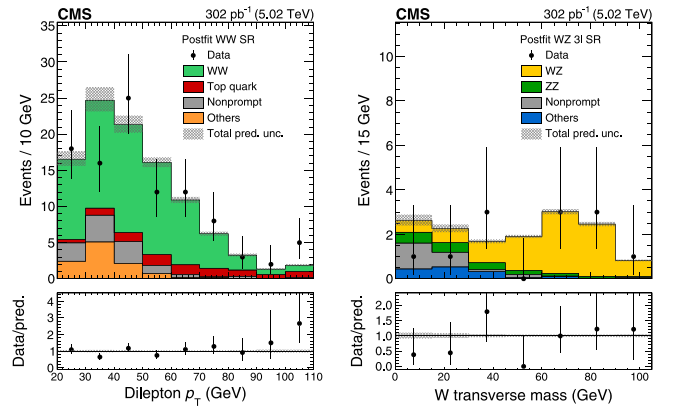 CMS 302 pb⁻¹ (5.02 TeV)
Events / 10 GeV
35
30
25
20
15
10
5
0
Postfit WW SR
Data
WW
Top quark
Nonprompt
Others
Total pred. unc.
Data/pred.
4
3
2
1
0
20 30 40 50 60 70 80 90 100 110
Dilepton p_T (GeV)
CMS 302 pb⁻¹ (5.02 TeV)
Events / 15 GeV
10
8
6
4
2
0
Postfit WZ 3l SR
Data
WZ
ZZ
Nonprompt
Others
Total pred. unc.
Data/pred.
2.0
1.5
1.0
0.5
0.0
0 20 40 60 80 100
W transverse mass (GeV)